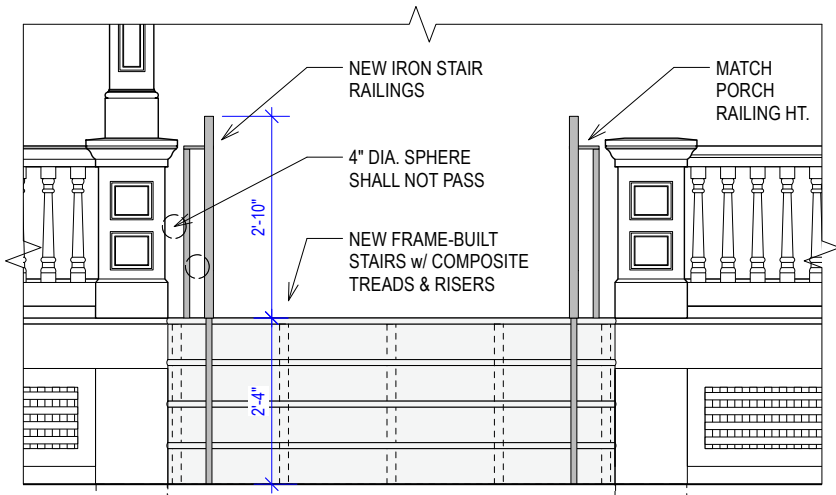 NEW IRON STAIR
RAILINGS
MATCH
PORCH
RAILING HT.
4" DIA. SPHERE
SHALL NOT PASS
2'-10"
NEW FRAME-BUILT
STAIRS w/ COMPOSITE
TREADS & RISERS
2'-4"